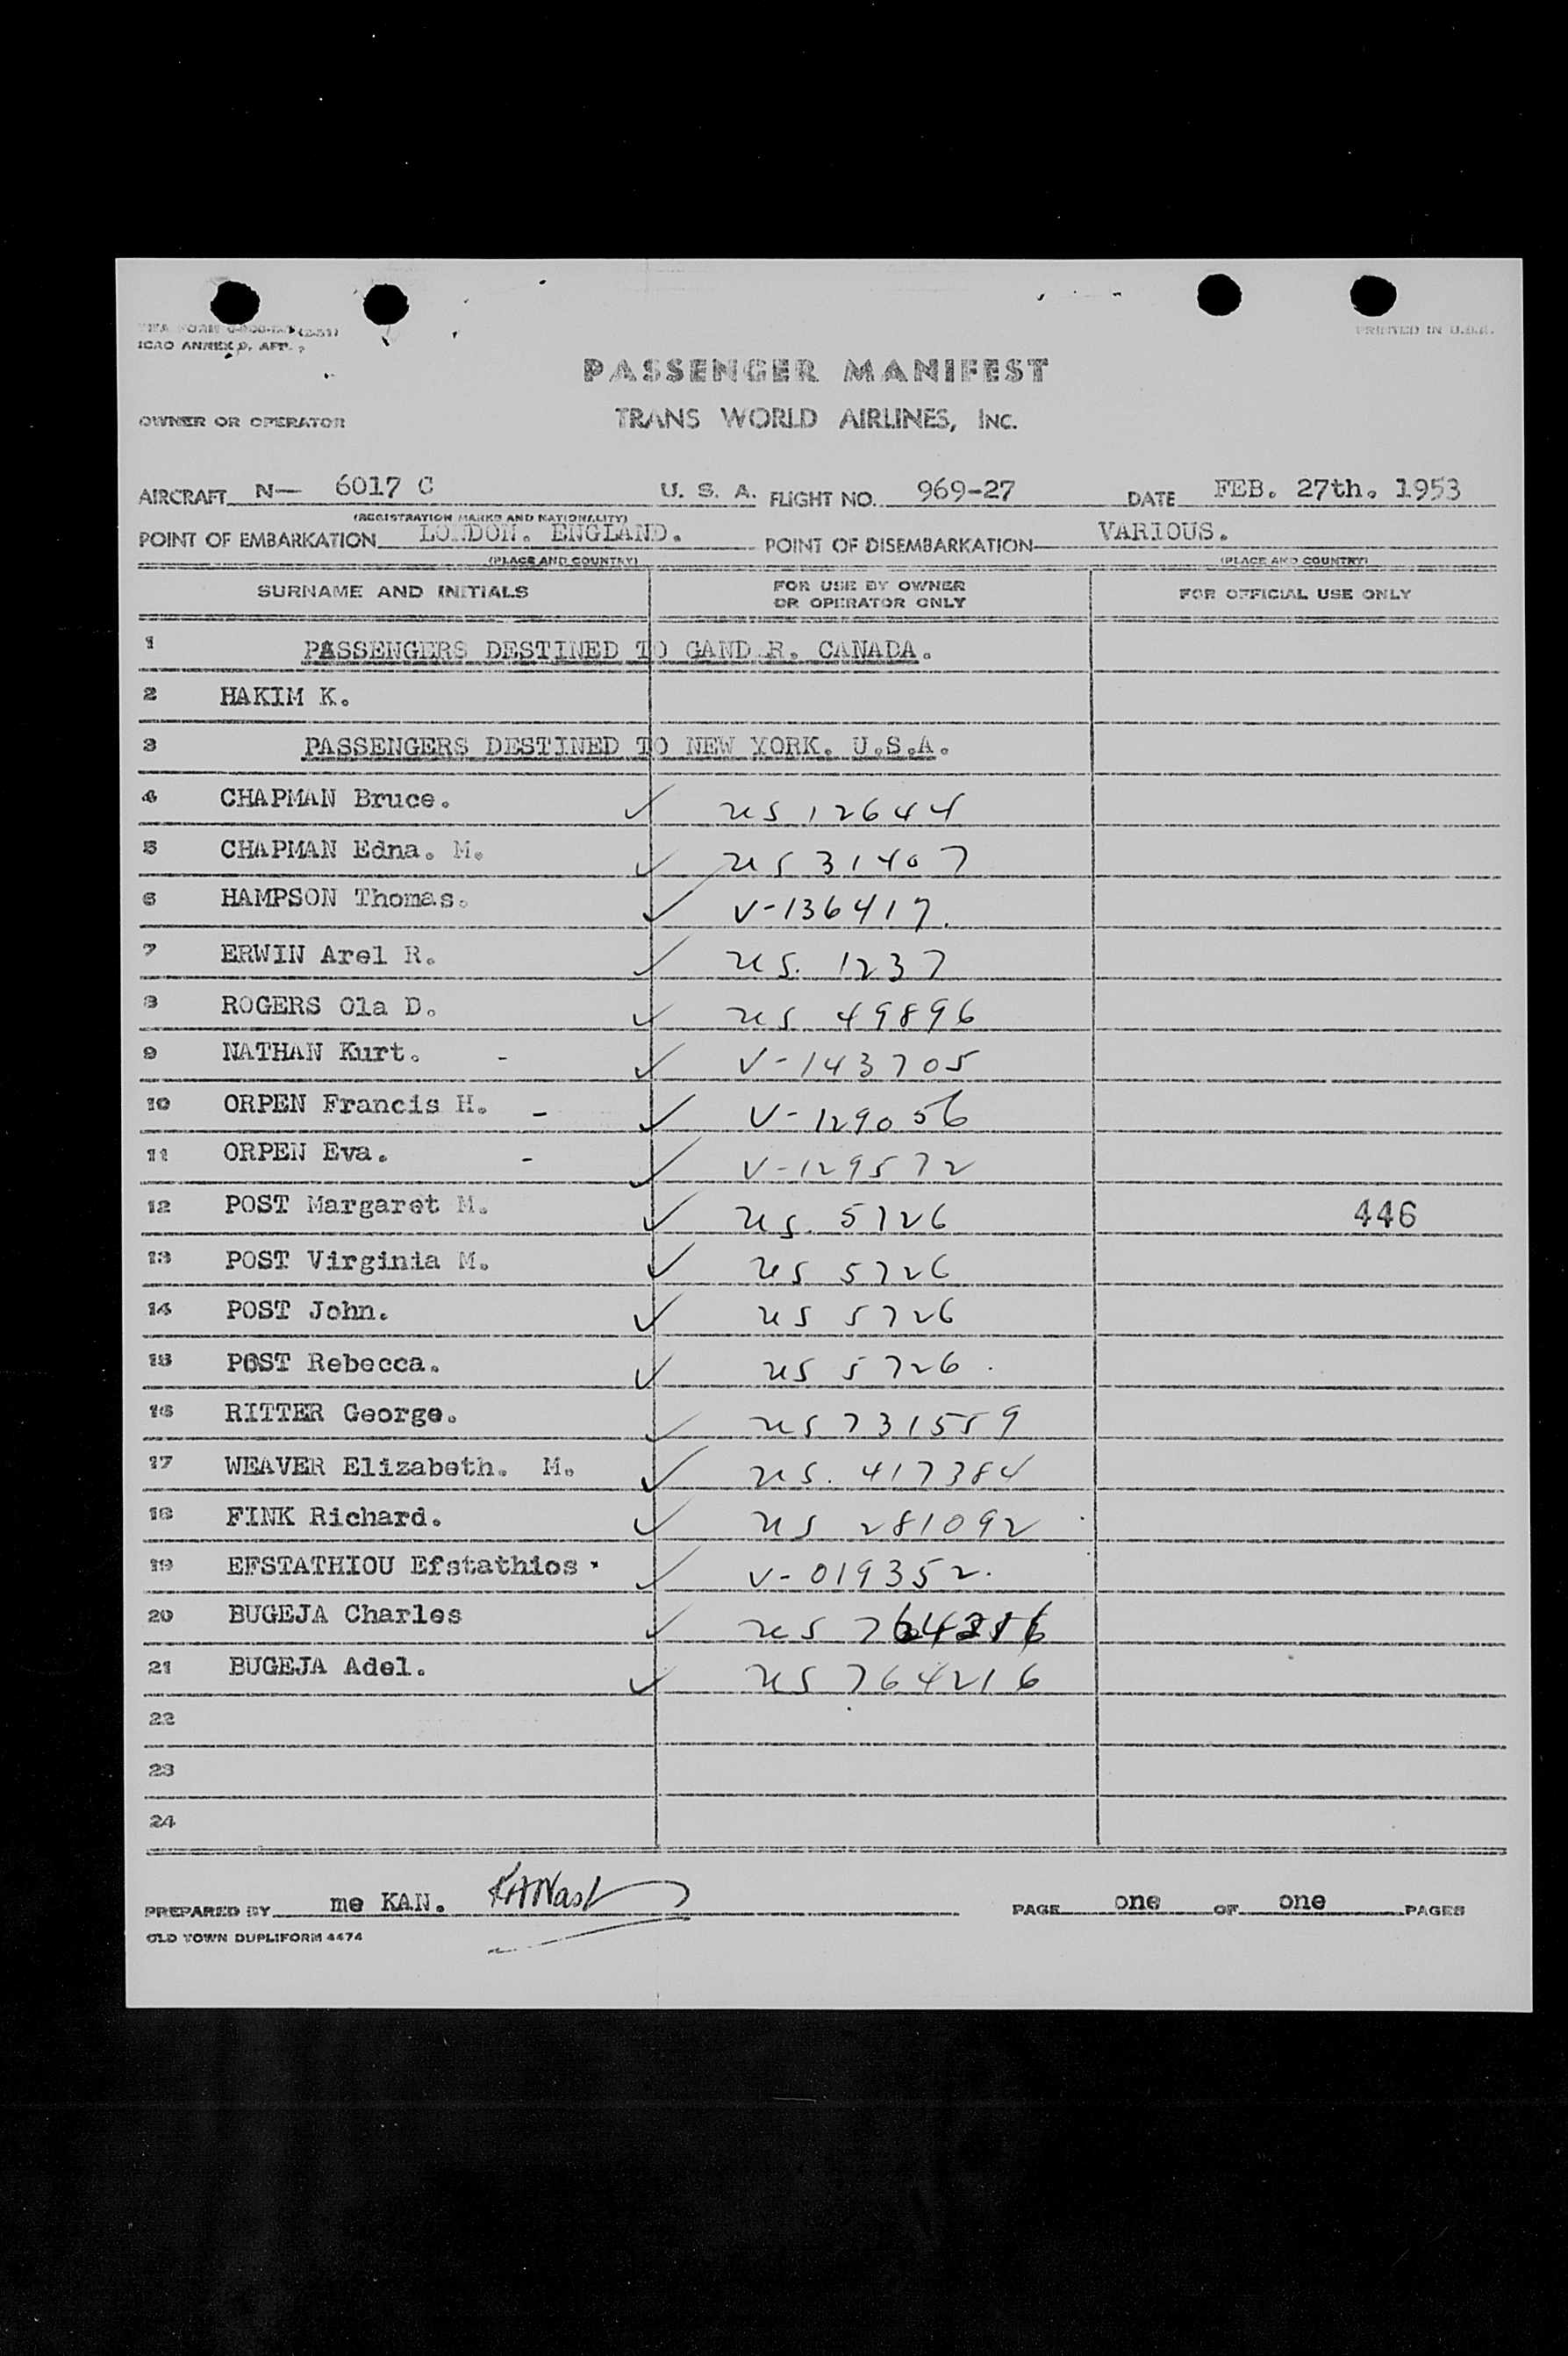 ICAO ANNEX 9. APP.
PRINTED IN U.S.A.
PASSENGER MANIFEST
OWNER OR OPERATOR TRANS WORLD AIRLINES, INC.
AIRCRAFT N— 6017 C U. S. A. FLIGHT NO. 969-27 DATE FEB. 27th. 1953
(REGISTRATION MARKS AND NATIONALITY)
POINT OF EMBARKATION LONDON. ENGLAND. POINT OF DISEMBARKATION VARIOUS.
(PLACE AND COUNTRY) (PLACE AND COUNTRY)
SURNAME AND INITIALS FOR USE BY OWNER OR OPERATOR ONLY FOR OFFICIAL USE ONLY
1 PASSENGERS DESTINED TO GAND R. CANADA.
2 HAKIM K.
3 PASSENGERS DESTINED TO NEW YORK. U.S.A.
4 CHAPMAN Bruce. ✓ US 12644
5 CHAPMAN Edna. M. ✓ US 31407
6 HAMPSON Thomas. ✓ V-136417.
7 ERWIN Arel R. ✓ US. 1237
8 ROGERS Ola D. ✓ US 49896
9 NATHAN Kurt. - ✓ V-143705
10 ORPEN Francis H. - ✓ V-129056
11 ORPEN Eva. - ✓ V-129572
12 POST Margaret M. ✓ US. 5726 446
13 POST Virginia M. ✓ US 5726
14 POST John. ✓ US 5726
15 POST Rebecca. ✓ US 5726.
16 RITTER George. ✓ US 731559
17 WEAVER Elizabeth. M. ✓ US. 417384
18 FINK Richard. ✓ US 281092
19 EFSTATHIOU Efstathios ✓ V-019352.
20 BUGEJA Charles ✓ US 764216
21 BUGEJA Adel. ✓ US 764216
22
23
24
PREPARED BY me KAN. KANash PAGE one OF one PAGES
OLD TOWN DUPLIFORM 4474